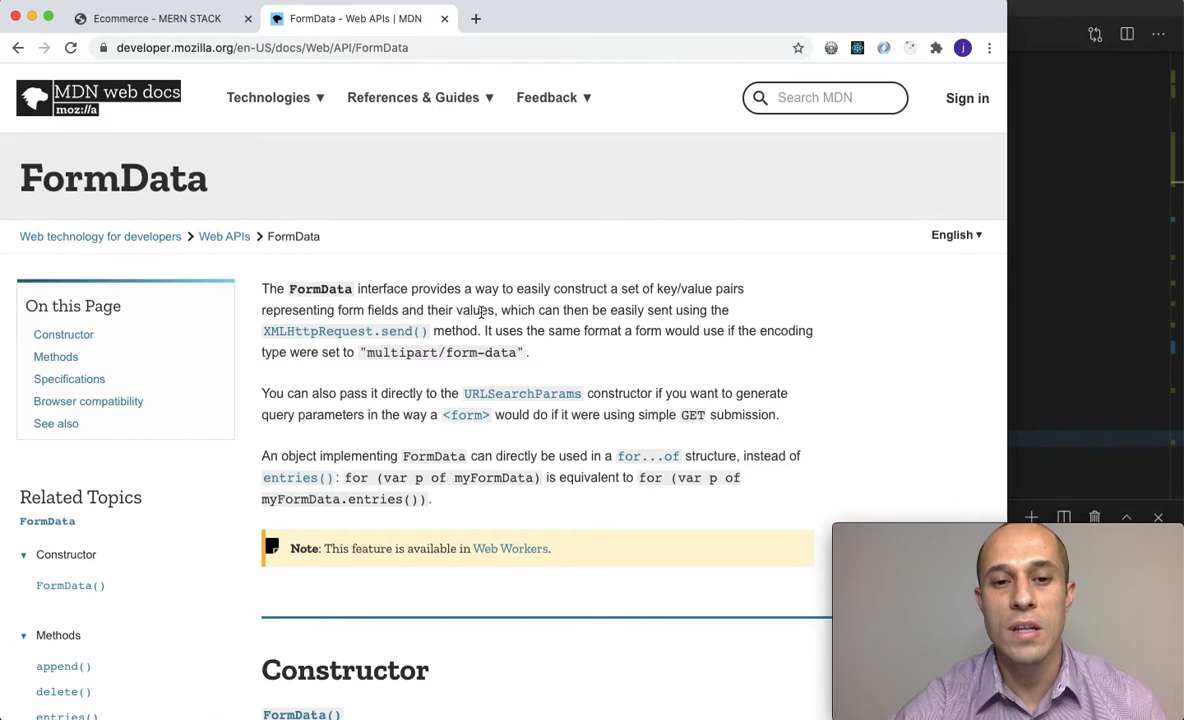 Ecommerce - MERN STACK
FormData - Web APIs | MDN
developer.mozilla.org/en-US/docs/Web/API/FormData
j
MDN web docs
moz://a
Technologies ▼
References & Guides ▼
Feedback ▼
Search MDN
Sign in
FormData
Web technology for developers > Web APIs > FormData
English ▾
On this Page
Constructor
Methods
Specifications
Browser compatibility
See also
Related Topics
FormData
▼ Constructor
FormData()
▼ Methods
append()
delete()
entries()
The FormData interface provides a way to easily construct a set of key/value pairs
representing form fields and their values, which can then be easily sent using the
XMLHttpRequest.send() method. It uses the same format a form would use if the encoding
type were set to "multipart/form-data".
You can also pass it directly to the URLSearchParams constructor if you want to generate
query parameters in the way a <form> would do if it were using simple GET submission.
An object implementing FormData can directly be used in a for...of structure, instead of
entries(): for (var p of myFormData) is equivalent to for (var p of
myFormData.entries()).
Note: This feature is available in Web Workers.
Constructor
FormData()